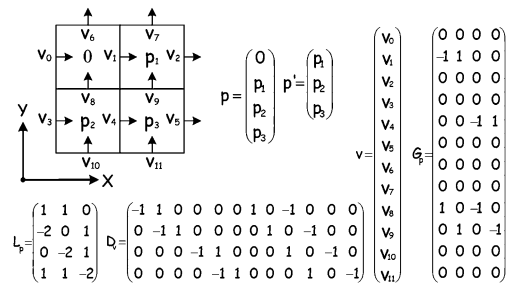 v₆ v₇
v₀ 0 v₁ p₁ v₂
v₈ v₉
v₃ p₂ v₄ p₃ v₅
v₁₀ v₁₁
Y
X
p =
0
p₁
p₂
p₃
p' =
p₁
p₂
p₃
v =
v₀
v₁
v₂
v₃
v₄
v₅
v₆
v₇
v₈
v₉
v₁₀
v₁₁
Gₚ =
0 0 0 0
-1 1 0 0
0 0 0 0
0 0 0 0
0 0 -1 1
0 0 0 0
0 0 0 0
0 0 0 0
1 0 -1 0
0 1 0 -1
0 0 0 0
0 0 0 0
Lₚ =
1 1 0
-2 0 1
0 -2 1
1 1 -2
Dᵥ =
-1 1 0 0 0 0 1 0 -1 0 0 0
0 -1 1 0 0 0 0 1 0 -1 0 0
0 0 0 -1 1 0 0 0 1 0 -1 0
0 0 0 0 -1 1 0 0 0 1 0 -1